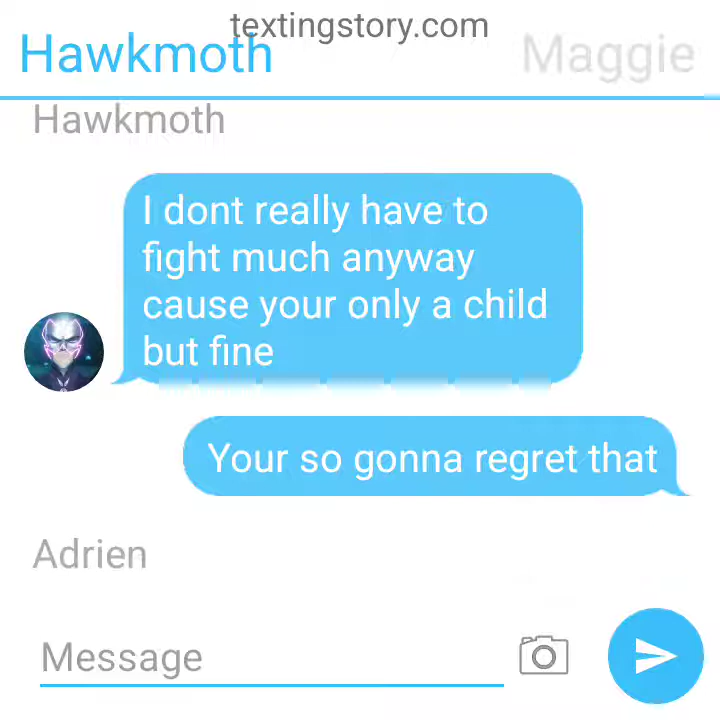 textingstory.com
Hawkmoth Maggie
Hawkmoth
I dont really have to
fight much anyway
cause your only a child
but fine
Your so gonna regret that
Adrien
Message